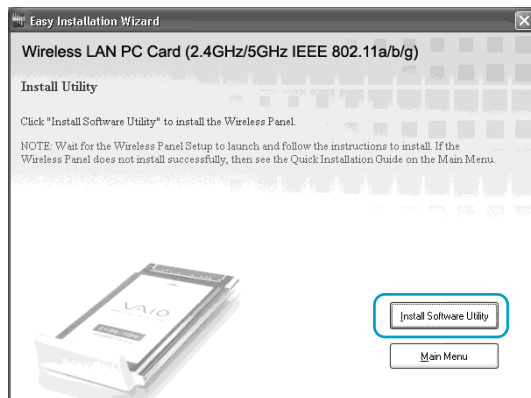 Easy Installation Wizard
Wireless LAN PC Card (2.4GHz/5GHz IEEE 802.11a/b/g)
Install Utility
Click "Install Software Utility" to install the Wireless Panel.
NOTE: Wait for the Wireless Panel Setup to launch and follow the instructions to install. If the
Wireless Panel does not install successfully, then see the Quick Installation Guide on the Main Menu.
VAIO
Install Software Utility
Main Menu